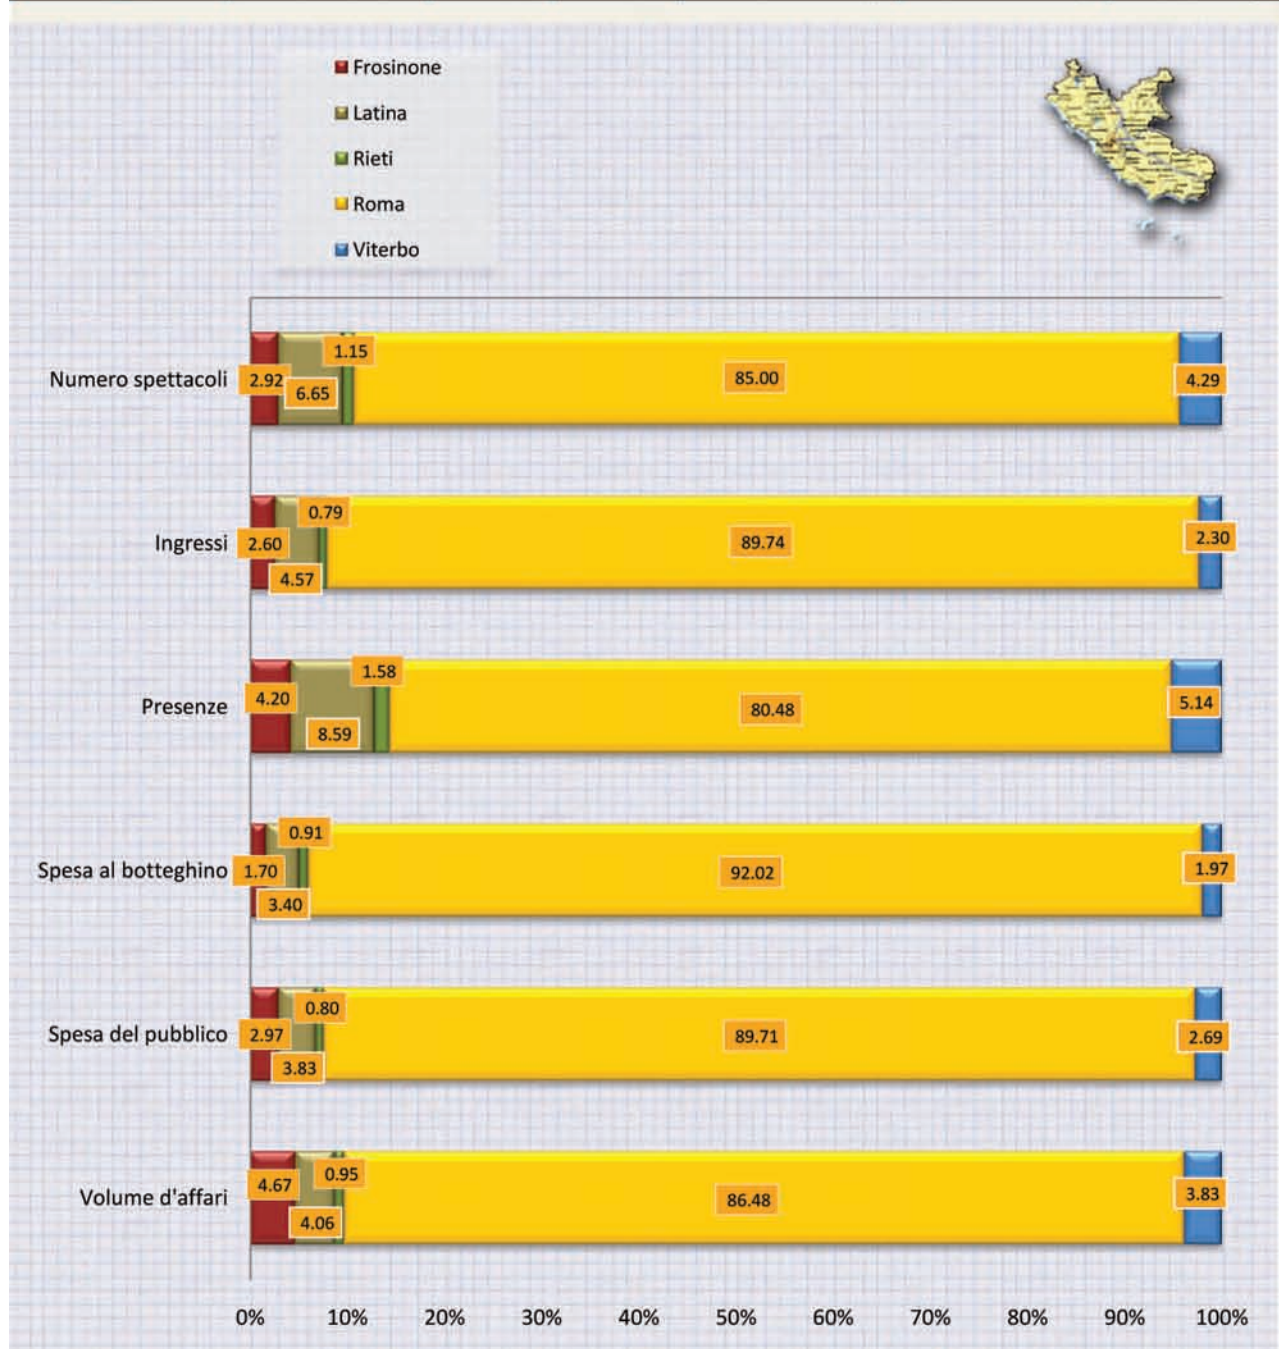 Frosinone
Latina
Rieti
Roma
Viterbo
Numero spettacoli 2.92 6.65 1.15 85.00 4.29
Ingressi 2.60 4.57 0.79 89.74 2.30
Presenze 4.20 8.59 1.58 80.48 5.14
Spesa al botteghino 1.70 3.40 0.91 92.02 1.97
Spesa del pubblico 2.97 3.83 0.80 89.71 2.69
Volume d'affari 4.67 4.06 0.95 86.48 3.83
0% 10% 20% 30% 40% 50% 60% 70% 80% 90% 100%